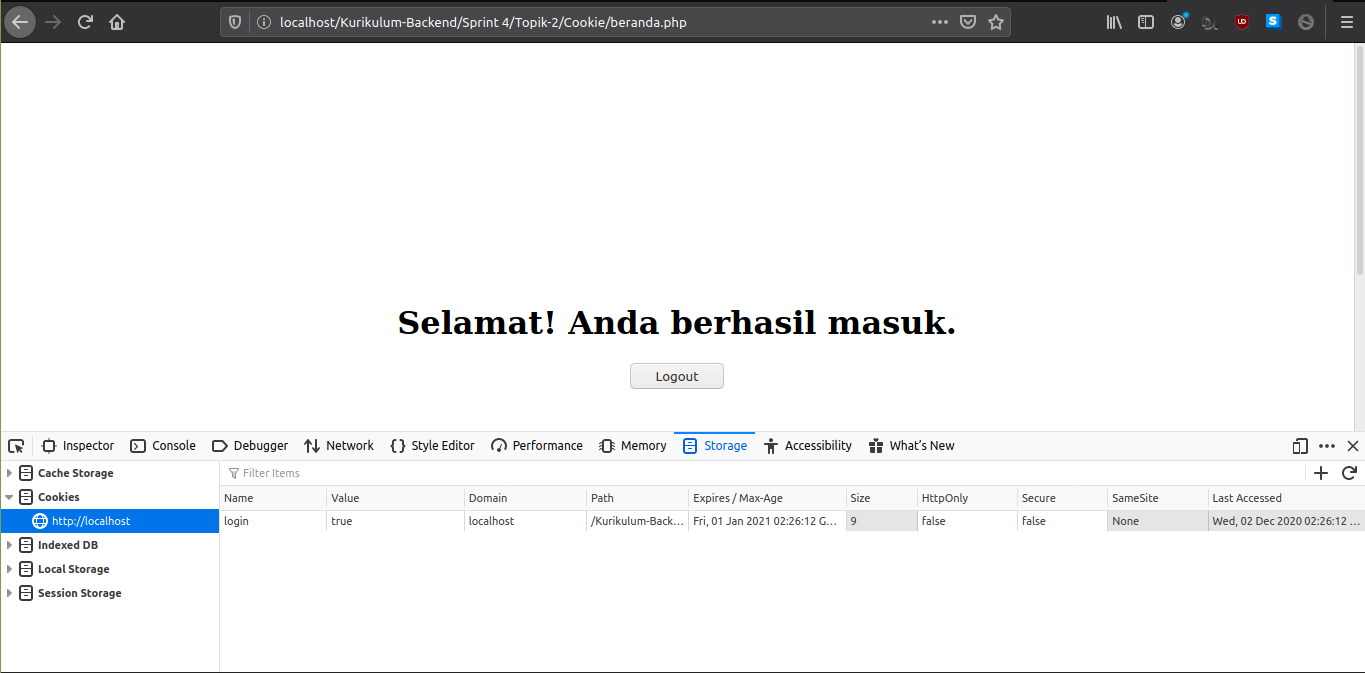 localhost/Kurikulum-Backend/Sprint 4/Topik-2/Cookie/beranda.php
UD
S
Selamat! Anda berhasil masuk.
Logout
Inspector Console Debugger Network Style Editor Performance Memory Storage Accessibility What's New
Cache Storage
Filter Items
Cookies
Name Value Domain Path Expires / Max-Age Size HttpOnly Secure SameSite Last Accessed
http://localhost
login true localhost /Kurikulum-Back... Fri, 01 Jan 2021 02:26:12 G... 9 false false None Wed, 02 Dec 2020 02:26:12 ...
Indexed DB
Local Storage
Session Storage